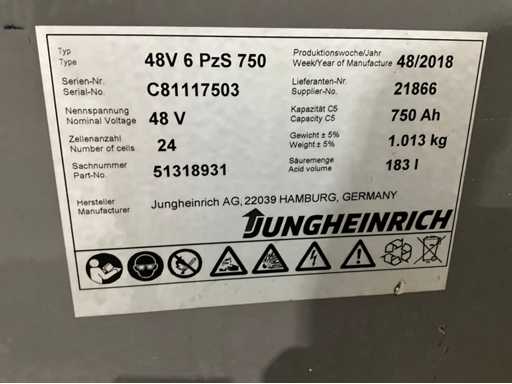 Typ
Type
48V 6 PzS 750
Produktionswoche/Jahr
Week/Year of Manufacture
48/2018
Serien-Nr.
Serial-No.
C81117503
Lieferanten-Nr.
Supplier-No.
21866
Nennspannung
Nominal Voltage
48 V
Kapazität C5
Capacity C5
750 Ah
Zellenanzahl
Number of cells
24
Gewicht ± 5%
Weight ± 5%
1.013 kg
Sachnummer
Part-No.
51318931
Säuremenge
Acid volume
183 l
Hersteller
Manufacturer
Jungheinrich AG, 22039 HAMBURG, GERMANY
JUNGHEINRICH